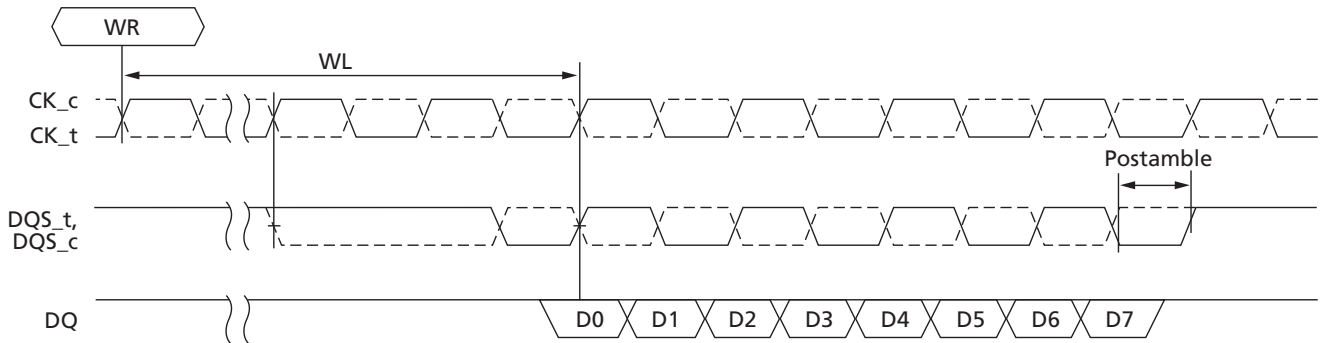 WR
WL
CK_c
CK_t
Postamble
DQS_t,
DQS_c
DQ
D0
D1
D2
D3
D4
D5
D6
D7